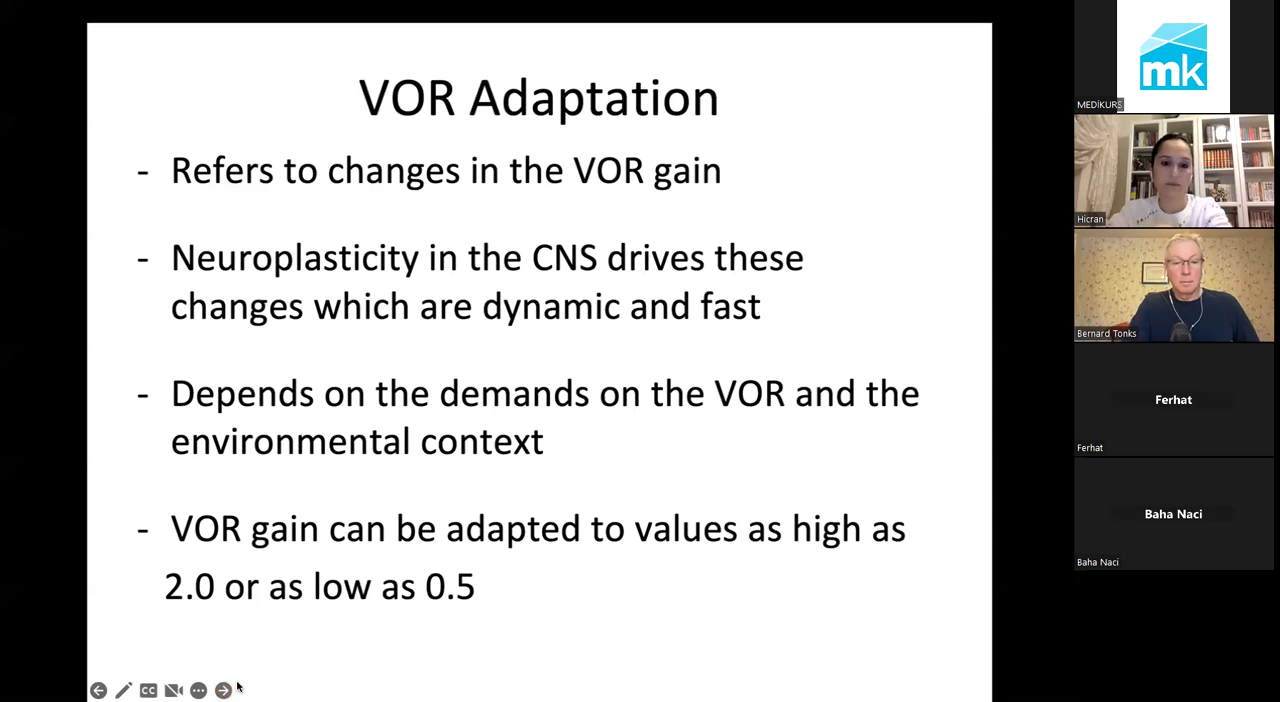 VOR Adaptation
- Refers to changes in the VOR gain
- Neuroplasticity in the CNS drives these
changes which are dynamic and fast
- Depends on the demands on the VOR and the
environmental context
- VOR gain can be adapted to values as high as
2.0 or as low as 0.5
CC
mk
MEDİKURS
Hicran
Bernard Tonks
Ferhat
Ferhat
Baha Naci
Baha Naci